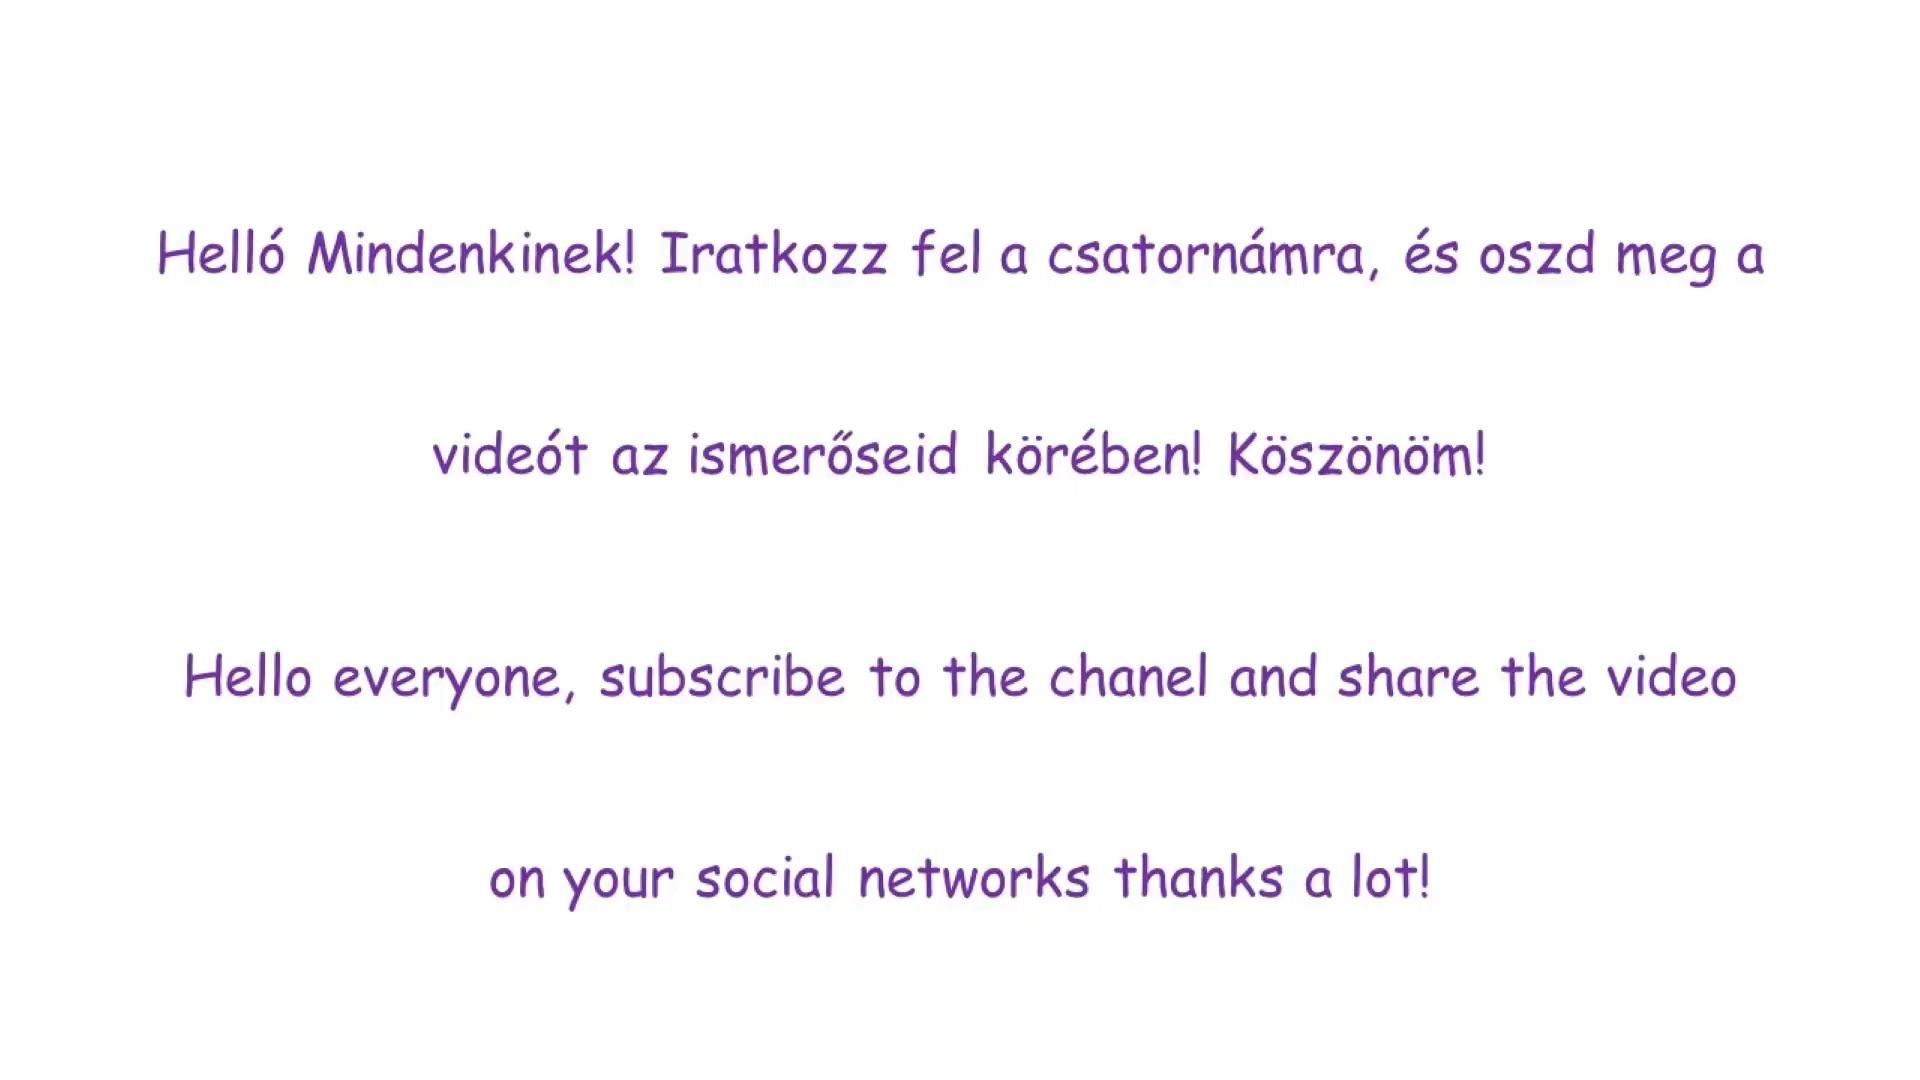 Helló Mindenkinek! Iratkozz fel a csatornámra, és oszd meg a
videót az ismerőseid körében! Köszönöm!
Hello everyone, subscribe to the chanel and share the video
on your social networks thanks a lot!